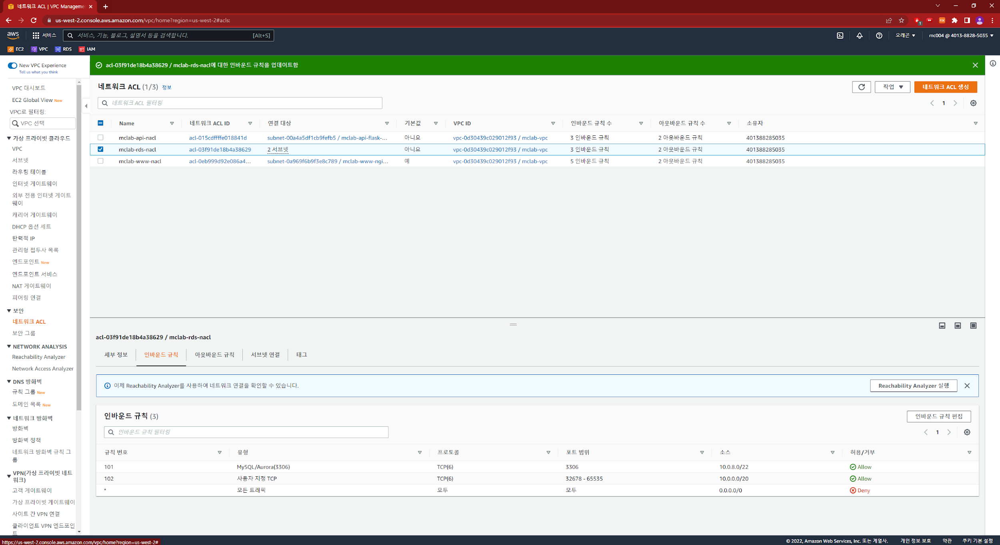 네트워크 ACL | VPC Manageme
us-west-2.console.aws.amazon.com/vpc/home?region=us-west-2#acls:
aws
서비스
서비스, 기능, 블로그, 설명서 등을 검색합니다.
[Alt+S]
오레곤
mc004 @ 4013-8828-5035
EC2 VPC RDS IAM
New VPC Experience
Tell us what you think
VPC 대시보드
EC2 Global View New
VPC로 필터링:
VPC 선택
가상 프라이빗 클라우드
VPC
서브넷
라우팅 테이블
인터넷 게이트웨이
외부 전용 인터넷 게이트
웨이
캐리어 게이트웨이
DHCP 옵션 세트
탄력적 IP
관리형 접두사 목록
엔드포인트 New
엔드포인트 서비스
NAT 게이트웨이
피어링 연결
보안
네트워크 ACL
보안 그룹
NETWORK ANALYSIS
Reachability Analyzer
Network Access Analyzer
DNS 방화벽
규칙 그룹 New
도메인 목록 New
네트워크 방화벽
방화벽
방화벽 정책
네트워크 방화벽 규칙 그
룹
VPN(가상 프라이빗 네트
워크)
고객 게이트웨이
가상 프라이빗 게이트웨이
사이트 간 VPN 연결
클라이언트 VPN 엔드포인
트
acl-03f91de18b4a38629 / mclab-rds-nacl에 대한 인바운드 규칙을 업데이트함
네트워크 ACL (1/3) 정보
작업
네트워크 ACL 생성
네트워크 ACL 필터링
1
Name 네트워크 ACL ID 연결 대상 기본값 VPC ID 인바운드 규칙 수 아웃바운드 규칙 수 소유자
mclab-api-nacl acl-015cdffffe018841d subnet-00a4a5df1cb9fefb5 / mclab-api-flask-... 아니요 vpc-0d30439c029012f93 / mclab-vpc 3 인바운드 규칙 2 아웃바운드 규칙 401388285035
mclab-rds-nacl acl-03f91de18b4a38629 2 서브넷 아니요 vpc-0d30439c029012f93 / mclab-vpc 3 인바운드 규칙 2 아웃바운드 규칙 401388285035
mclab-www-nacl acl-0eb999d92e086a4... subnet-0a969f6b9f3e8c789 / mclab-www-ngi... 예 vpc-0d30439c029012f93 / mclab-vpc 5 인바운드 규칙 2 아웃바운드 규칙 401388285035
acl-03f91de18b4a38629 / mclab-rds-nacl
세부 정보 인바운드 규칙 아웃바운드 규칙 서브넷 연결 태그
이제 Reachability Analyzer를 사용하여 네트워크 연결을 확인할 수 있습니다.
Reachability Analyzer 실행
인바운드 규칙 (3)
인바운드 규칙 편집
인바운드 규칙 필터링
1
규칙 번호 유형 프로토콜 포트 범위 소스 허용/거부
101 MySQL/Aurora(3306) TCP(6) 3306 10.0.8.0/22 Allow
102 사용자 지정 TCP TCP(6) 32678 - 65535 10.0.0.0/20 Allow
* 모든 트래픽 모두 모두 0.0.0.0/0 Deny
https://us-west-2.console.aws.amazon.com/vpc/home?region=us-west-2#
© 2022, Amazon Web Services, Inc. 또는 계열사. 개인 정보 보호 약관 쿠키 기본 설정